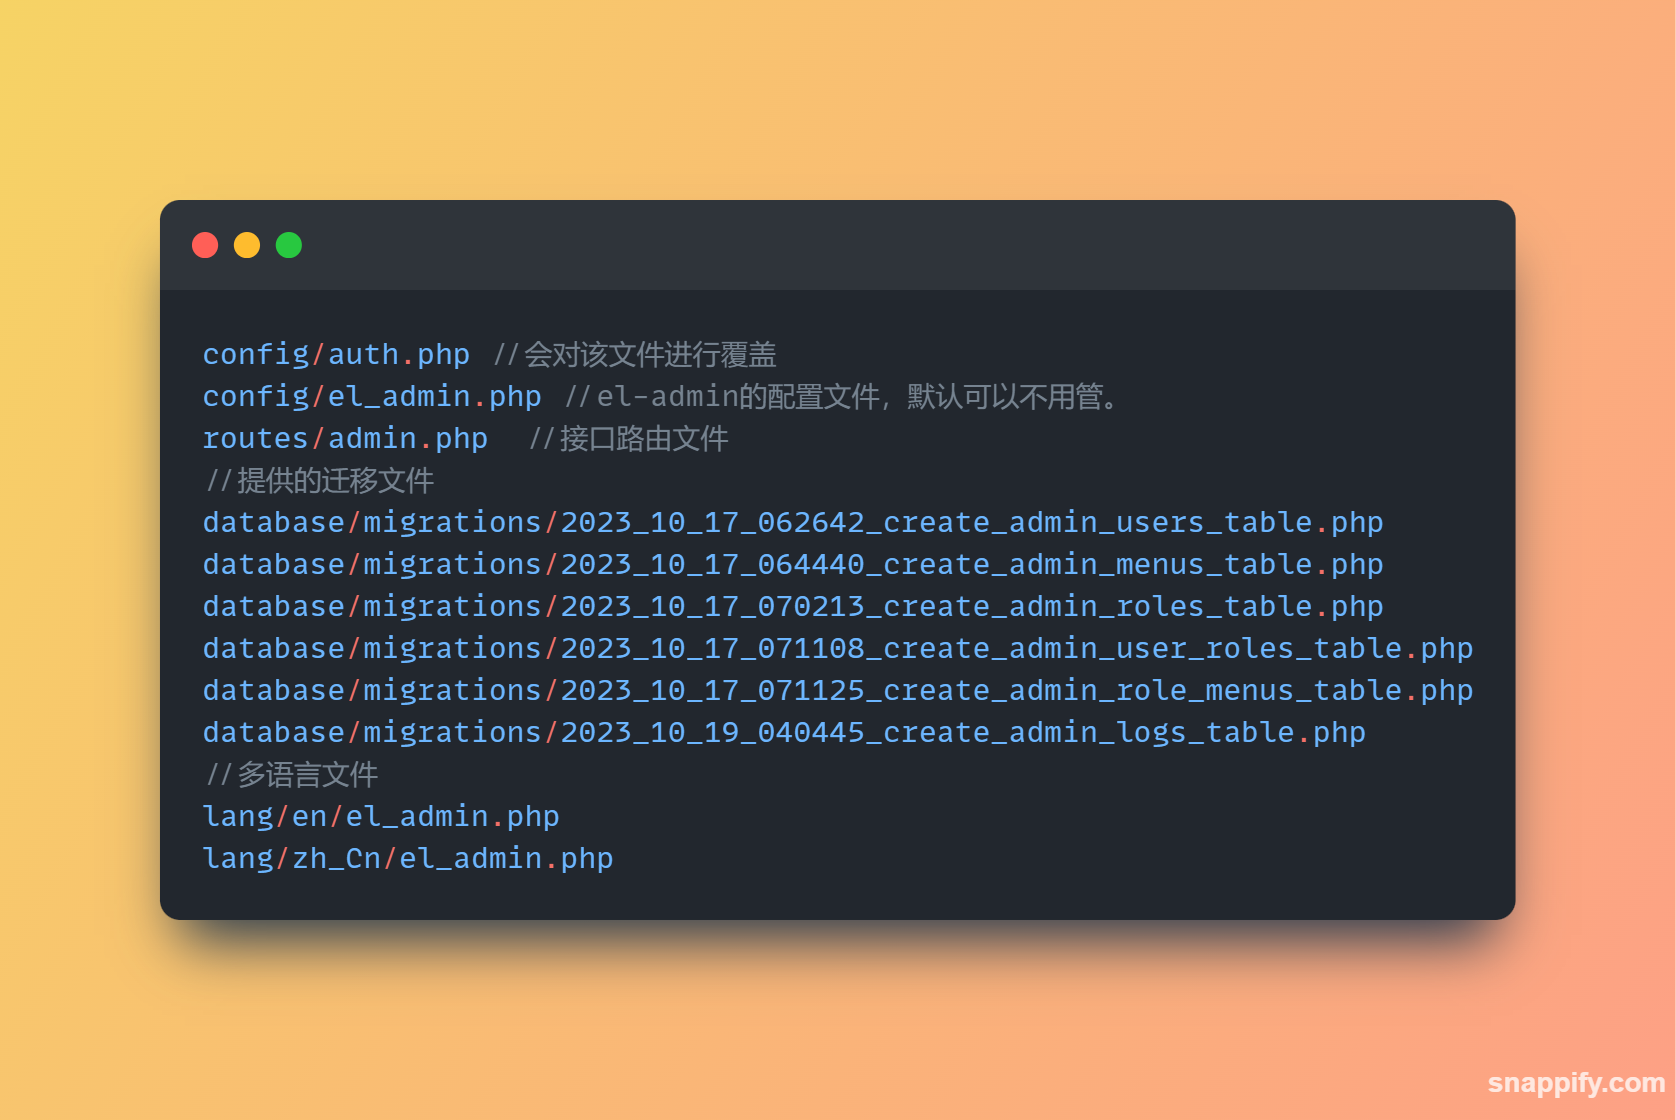 config/auth.php //会对该文件进行覆盖
config/el_admin.php //el-admin的配置文件，默认可以不用管。
routes/admin.php  //接口路由文件
//提供的迁移文件
database/migrations/2023_10_17_062642_create_admin_users_table.php
database/migrations/2023_10_17_064440_create_admin_menus_table.php
database/migrations/2023_10_17_070213_create_admin_roles_table.php
database/migrations/2023_10_17_071108_create_admin_user_roles_table.php
database/migrations/2023_10_17_071125_create_admin_role_menus_table.php
database/migrations/2023_10_19_040445_create_admin_logs_table.php
//多语言文件
lang/en/el_admin.php
lang/zh_Cn/el_admin.php
snappify.com